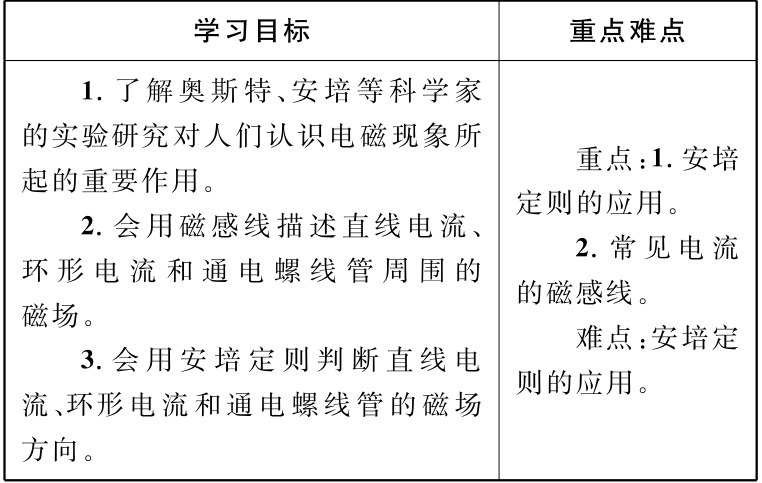 学习目标
重点难点
1. 了解奥斯特、安培等科学家
的实验研究对人们认识电磁现象所
起的重要作用。
2. 会用磁感线描述直线电流、
环形电流和通电螺线管周围的
磁场。
3. 会用安培定则判断直线电
流、环形电流和通电螺线管的磁场
方向。
重点:1. 安培
定则的应用。
2. 常见电流
的磁感线。
难点:安培定
则的应用。